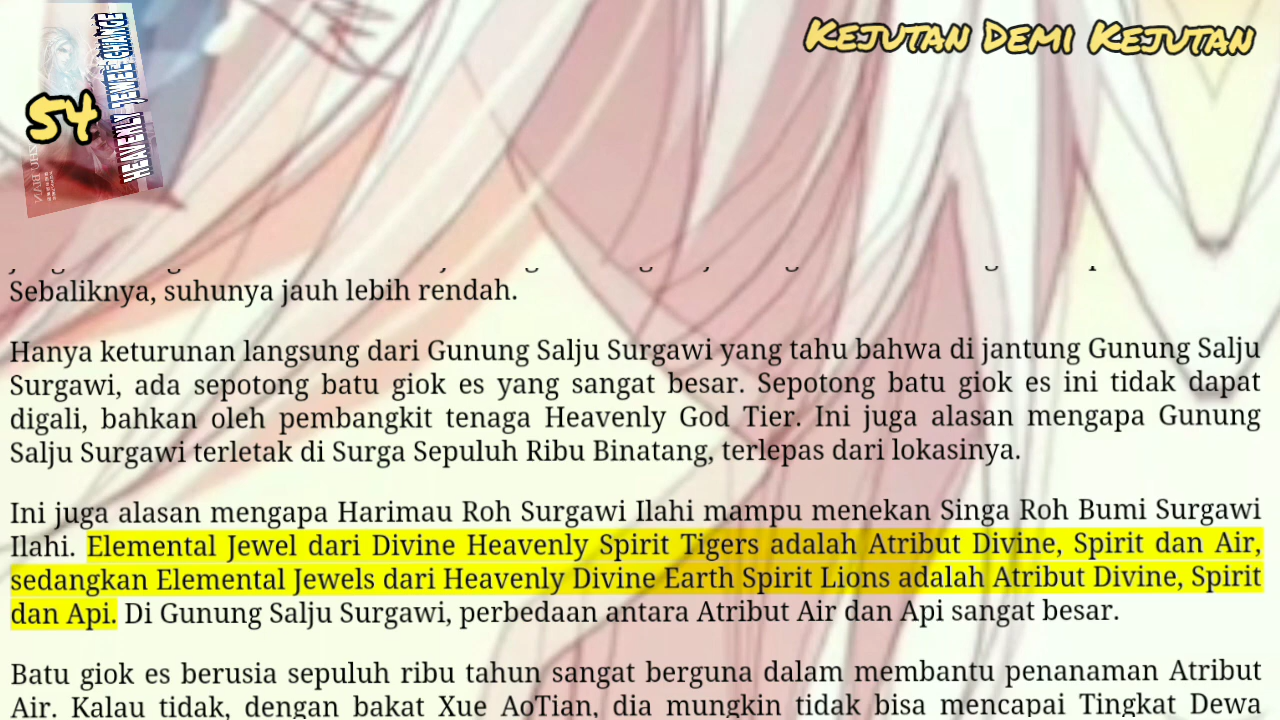 Kejutan Demi Kejutan
54
HEAVENLY JEWEL CHANGE
Sebaliknya, suhunya jauh lebih rendah.
Hanya keturunan langsung dari Gunung Salju Surgawi yang tahu bahwa di jantung Gunung Salju
Surgawi, ada sepotong batu giok es yang sangat besar. Sepotong batu giok es ini tidak dapat
digali, bahkan oleh pembangkit tenaga Heavenly God Tier. Ini juga alasan mengapa Gunung
Salju Surgawi terletak di Surga Sepuluh Ribu Binatang, terlepas dari lokasinya.
Ini juga alasan mengapa Harimau Roh Surgawi Ilahi mampu menekan Singa Roh Bumi Surgawi
Ilahi. Elemental Jewel dari Divine Heavenly Spirit Tigers adalah Atribut Divine, Spirit dan Air,
sedangkan Elemental Jewels dari Heavenly Divine Earth Spirit Lions adalah Atribut Divine, Spirit
dan Api. Di Gunung Salju Surgawi, perbedaan antara Atribut Air dan Api sangat besar.
Batu giok es berusia sepuluh ribu tahun sangat berguna dalam membantu penanaman Atribut
Air. Kalau tidak, dengan bakat Xue AoTian, dia mungkin tidak bisa mencapai Tingkat Dewa